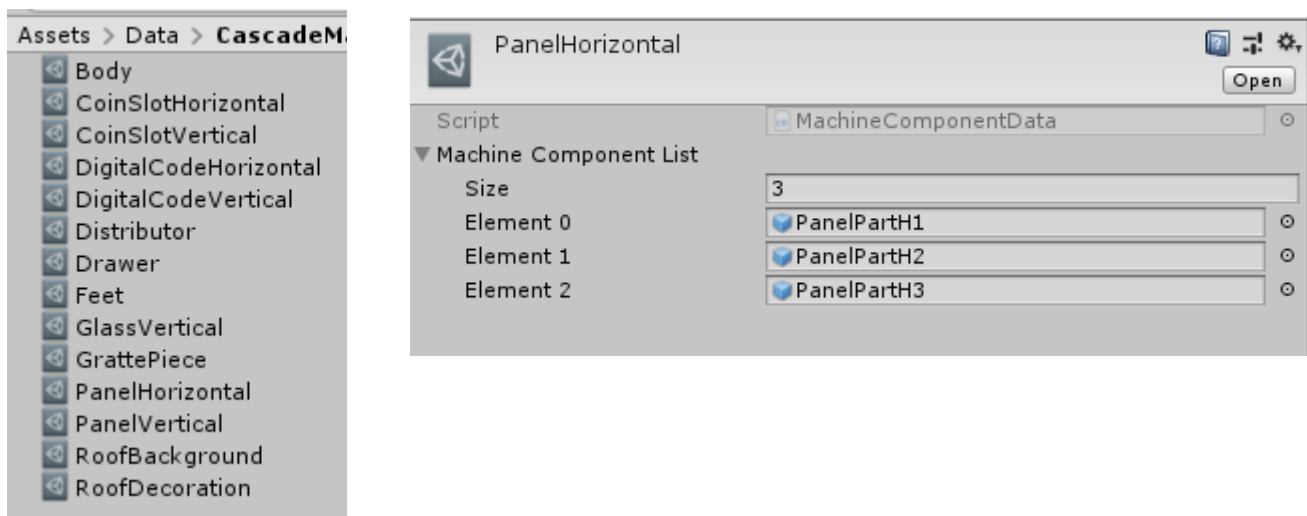 Assets > Data > CascadeM
Body
CoinSlotHorizontal
CoinSlotVertical
DigitalCodeHorizontal
DigitalCodeVertical
Distributor
Drawer
Feet
GlassVertical
GrattePiece
PanelHorizontal
PanelVertical
RoofBackground
RoofDecoration
PanelHorizontal
Open
Script MachineComponentData
Machine Component List
Size 3
Element 0 PanelPartH1
Element 1 PanelPartH2
Element 2 PanelPartH3